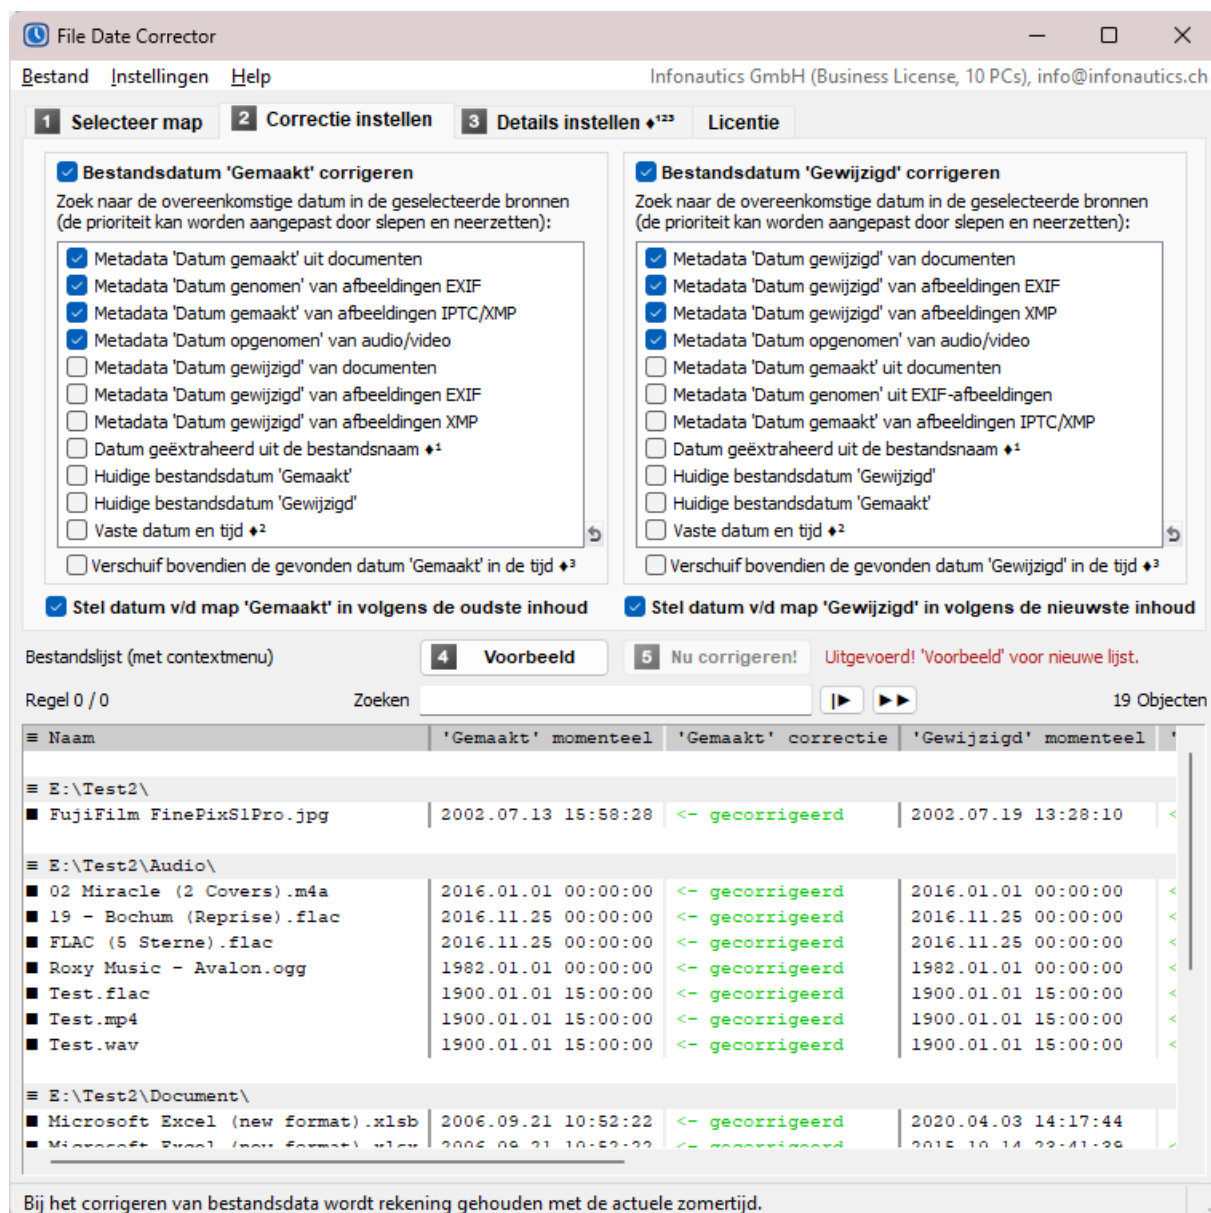 File Date Corrector
Bestand Instellingen Help Infonautics GmbH (Business License, 10 PCs), info@infonautics.ch
1 Selecteer map 2 Correctie instellen 3 Details instellen ♦¹²³ Licentie
Bestandsdatum 'Gemaakt' corrigeren
Zoek naar de overeenkomstige datum in de geselecteerde bronnen
(de prioriteit kan worden aangepast door slepen en neerzetten):
Metadata 'Datum gemaakt' uit documenten
Metadata 'Datum genomen' van afbeeldingen EXIF
Metadata 'Datum gemaakt' van afbeeldingen IPTC/XMP
Metadata 'Datum opgenomen' van audio/video
Metadata 'Datum gewijzigd' van documenten
Metadata 'Datum gewijzigd' van afbeeldingen EXIF
Metadata 'Datum gewijzigd' van afbeeldingen XMP
Datum geëxtraheerd uit de bestandsnaam ♦¹
Huidige bestandsdatum 'Gemaakt'
Huidige bestandsdatum 'Gewijzigd'
Vaste datum en tijd ♦²
Verschuif bovendien de gevonden datum 'Gemaakt' in de tijd ♦³
Stel datum v/d map 'Gemaakt' in volgens de oudste inhoud
Bestandsdatum 'Gewijzigd' corrigeren
Zoek naar de overeenkomstige datum in de geselecteerde bronnen
(de prioriteit kan worden aangepast door slepen en neerzetten):
Metadata 'Datum gewijzigd' van documenten
Metadata 'Datum gewijzigd' van afbeeldingen EXIF
Metadata 'Datum gewijzigd' van afbeeldingen XMP
Metadata 'Datum opgenomen' van audio/video
Metadata 'Datum gemaakt' uit documenten
Metadata 'Datum genomen' uit EXIF-afbeeldingen
Metadata 'Datum gemaakt' van afbeeldingen IPTC/XMP
Datum geëxtraheerd uit de bestandsnaam ♦¹
Huidige bestandsdatum 'Gewijzigd'
Huidige bestandsdatum 'Gemaakt'
Vaste datum en tijd ♦²
Verschuif bovendien de gevonden datum 'Gewijzigd' in de tijd ♦³
Stel datum v/d map 'Gewijzigd' in volgens de nieuwste inhoud
Bestandslijst (met contextmenu) 4 Voorbeeld 5 Nu corrigeren! Uitgevoerd! 'Voorbeeld' voor nieuwe lijst.
Regel 0 / 0 Zoeken 19 Objecten
≡ Naam 'Gemaakt' momenteel 'Gemaakt' correctie 'Gewijzigd' momenteel '
≡ E:\Test2\
■ FujiFilm FinePixS1Pro.jpg 2002.07.13 15:58:28 <- gecorrigeerd 2002.07.19 13:28:10 <
≡ E:\Test2\Audio\
■ 02 Miracle (2 Covers).m4a 2016.01.01 00:00:00 <- gecorrigeerd 2016.01.01 00:00:00 <
■ 19 - Bochum (Reprise).flac 2016.11.25 00:00:00 <- gecorrigeerd 2016.11.25 00:00:00 <
■ FLAC (5 Sterne).flac 2016.11.25 00:00:00 <- gecorrigeerd 2016.11.25 00:00:00 <
■ Roxy Music - Avalon.ogg 1982.01.01 00:00:00 <- gecorrigeerd 1982.01.01 00:00:00 <
■ Test.flac 1900.01.01 15:00:00 <- gecorrigeerd 1900.01.01 15:00:00 <
■ Test.mp4 1900.01.01 15:00:00 <- gecorrigeerd 1900.01.01 15:00:00 <
■ Test.wav 1900.01.01 15:00:00 <- gecorrigeerd 1900.01.01 15:00:00 <
≡ E:\Test2\Document\
■ Microsoft Excel (new format).xlsb 2006.09.21 10:52:22 <- gecorrigeerd 2020.04.03 14:17:44 <
■ Microsoft Excel (new format).xlsx 2006.09.21 10:52:22 <- gecorrigeerd 2015.10.14 23:41:39 <
Bij het corrigeren van bestandsdata wordt rekening gehouden met de actuele zomertijd.